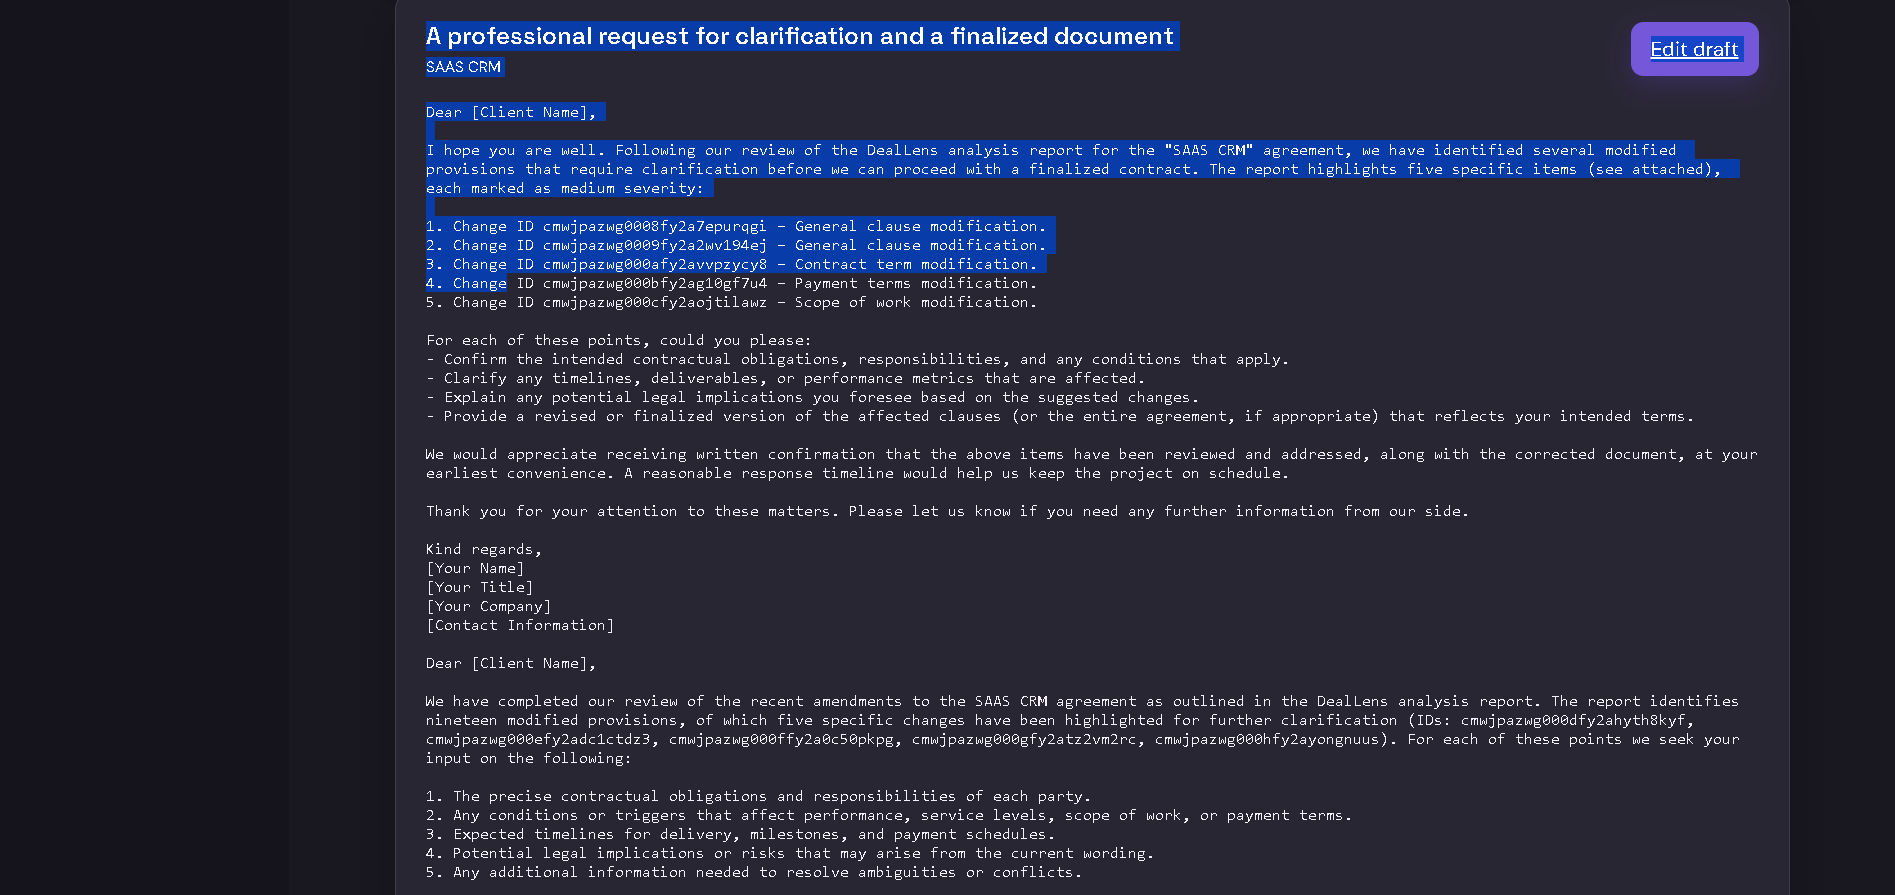 A professional request for clarification and a finalized document
Edit draft
SAAS CRM
Dear [Client Name],
I hope you are well. Following our review of the DealLens analysis report for the "SAAS CRM" agreement, we have identified several modified
provisions that require clarification before we can proceed with a finalized contract. The report highlights five specific items (see attached),
each marked as medium severity:
1. Change ID cmwjpazwg0008fy2a7epurqgi – General clause modification.
2. Change ID cmwjpazwg0009fy2a2wv194ej – General clause modification.
3. Change ID cmwjpazwg000afy2avvpzycy8 – Contract term modification.
4. Change ID cmwjpazwg000bfy2ag10gf7u4 – Payment terms modification.
5. Change ID cmwjpazwg000cfy2aojtilawz – Scope of work modification.
For each of these points, could you please:
- Confirm the intended contractual obligations, responsibilities, and any conditions that apply.
- Clarify any timelines, deliverables, or performance metrics that are affected.
- Explain any potential legal implications you foresee based on the suggested changes.
- Provide a revised or finalized version of the affected clauses (or the entire agreement, if appropriate) that reflects your intended terms.
We would appreciate receiving written confirmation that the above items have been reviewed and addressed, along with the corrected document, at your
earliest convenience. A reasonable response timeline would help us keep the project on schedule.
Thank you for your attention to these matters. Please let us know if you need any further information from our side.
Kind regards,
[Your Name]
[Your Title]
[Your Company]
[Contact Information]
Dear [Client Name],
We have completed our review of the recent amendments to the SAAS CRM agreement as outlined in the DealLens analysis report. The report identifies
nineteen modified provisions, of which five specific changes have been highlighted for further clarification (IDs: cmwjpazwg000dfy2ahyth8kyf,
cmwjpazwg000efy2adc1ctdz3, cmwjpazwg000ffy2a0c50pkpg, cmwjpazwg000gfy2atz2vm2rc, cmwjpazwg000hfy2ayongnuus). For each of these points we seek your
input on the following:
1. The precise contractual obligations and responsibilities of each party.
2. Any conditions or triggers that affect performance, service levels, scope of work, or payment terms.
3. Expected timelines for delivery, milestones, and payment schedules.
4. Potential legal implications or risks that may arise from the current wording.
5. Any additional information needed to resolve ambiguities or conflicts.